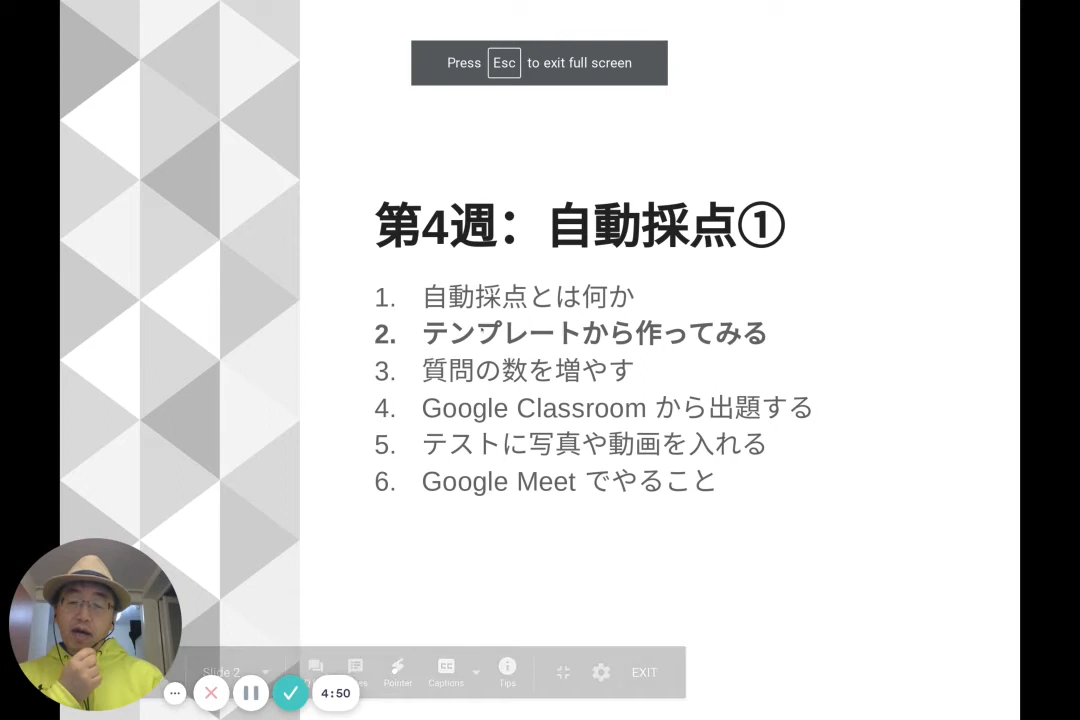 Press Esc to exit full screen
第4週：自動採点①
1. 自動採点とは何か
2. テンプレートから作ってみる
3. 質問の数を増やす
4. Google Classroom から出題する
5. テストに写真や動画を入れる
6. Google Meet でやること
Slide 2
Pointer
Captions
Tips
EXIT
4:50